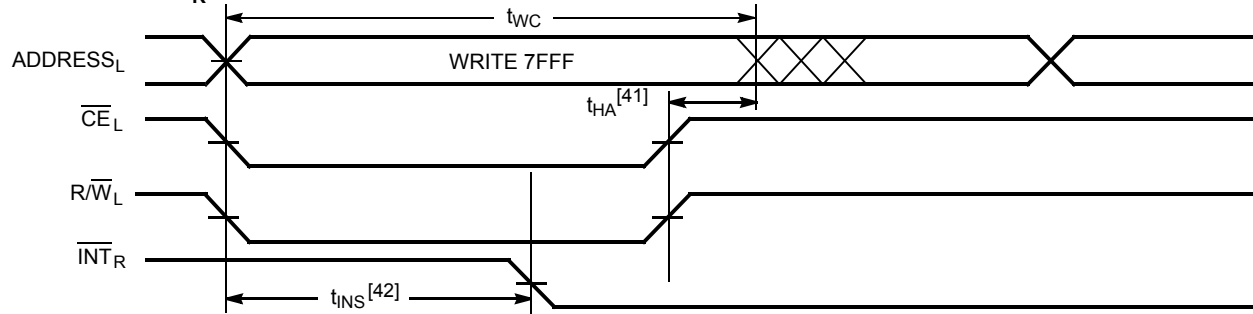 R
tWC
ADDRESSL
WRITE 7FFF
tHA[41]
CEL
R/WL
INTR
tINS[42]